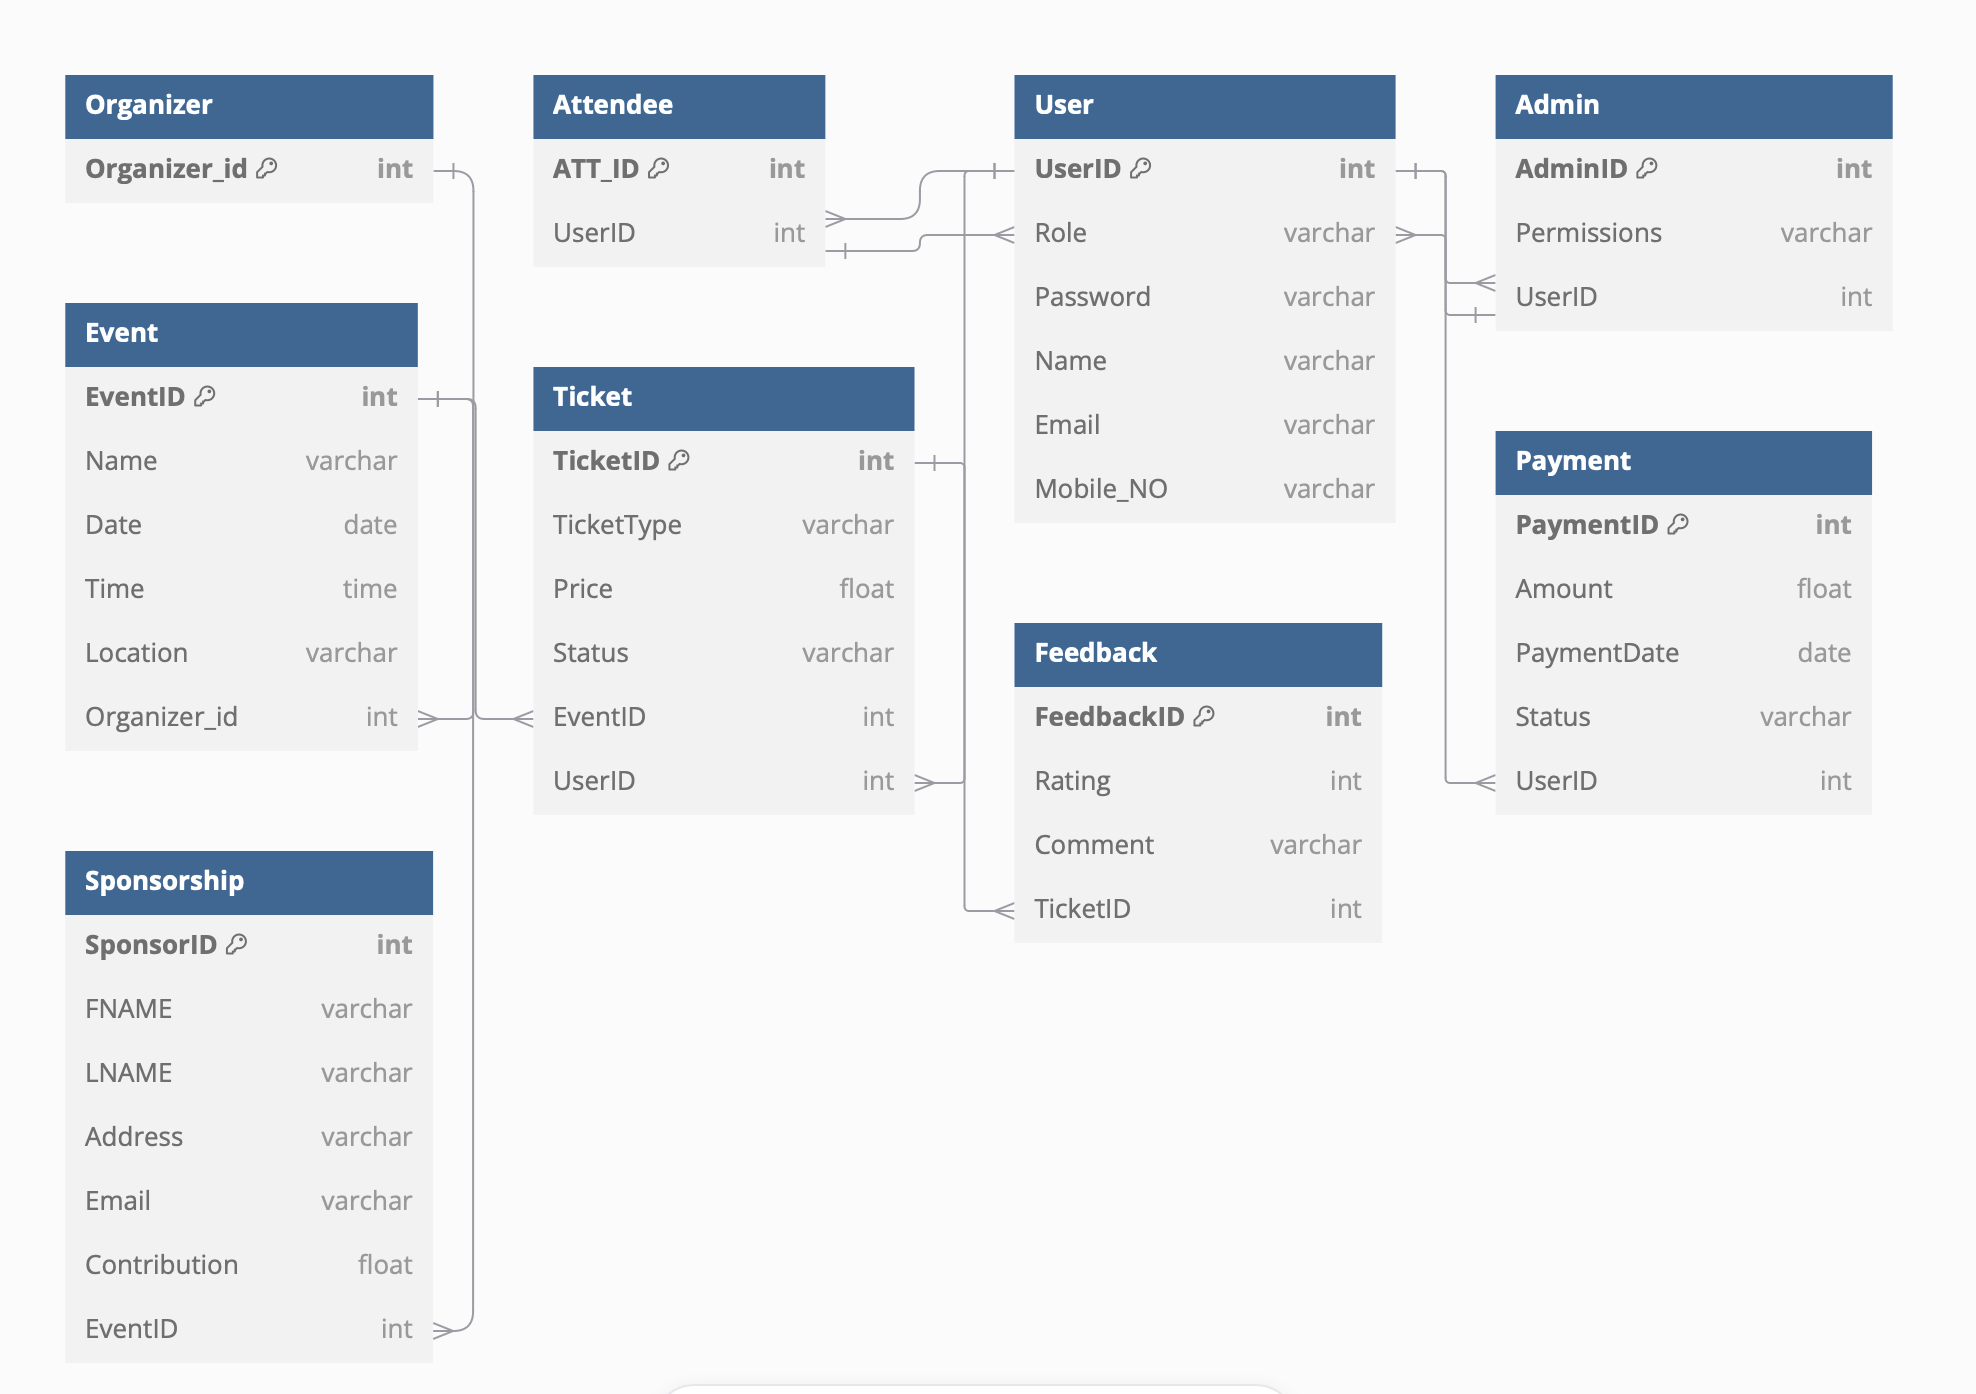 Organizer
Organizer_id int
Event
EventID int
Name varchar
Date date
Time time
Location varchar
Organizer_id int
Sponsorship
SponsorID int
FNAME varchar
LNAME varchar
Address varchar
Email varchar
Contribution float
EventID int
Attendee
ATT_ID int
UserID int
Ticket
TicketID int
TicketType varchar
Price float
Status varchar
EventID int
UserID int
User
UserID int
Role varchar
Password varchar
Name varchar
Email varchar
Mobile_NO varchar
Feedback
FeedbackID int
Rating int
Comment varchar
TicketID int
Admin
AdminID int
Permissions varchar
UserID int
Payment
PaymentID int
Amount float
PaymentDate date
Status varchar
UserID int